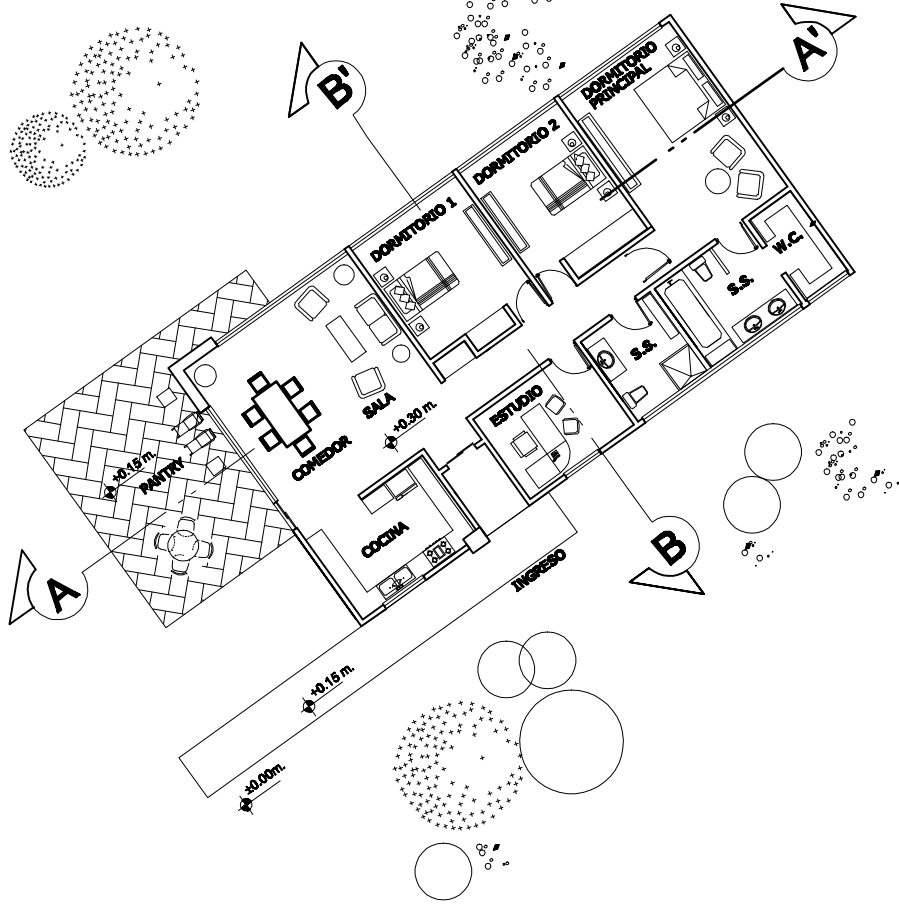 A'
B'
DORMITORIO
PRINCIPAL
DORMITORIO 2
DORMITORIO 1
W.C.
S.S.
S.S.
SALA
ESTUDIO
+0.30 m.
COMEDOR
+0.15 m.
PANTRY
COCINA
B
INGRESO
A
+0.15 m.
±0.00m.